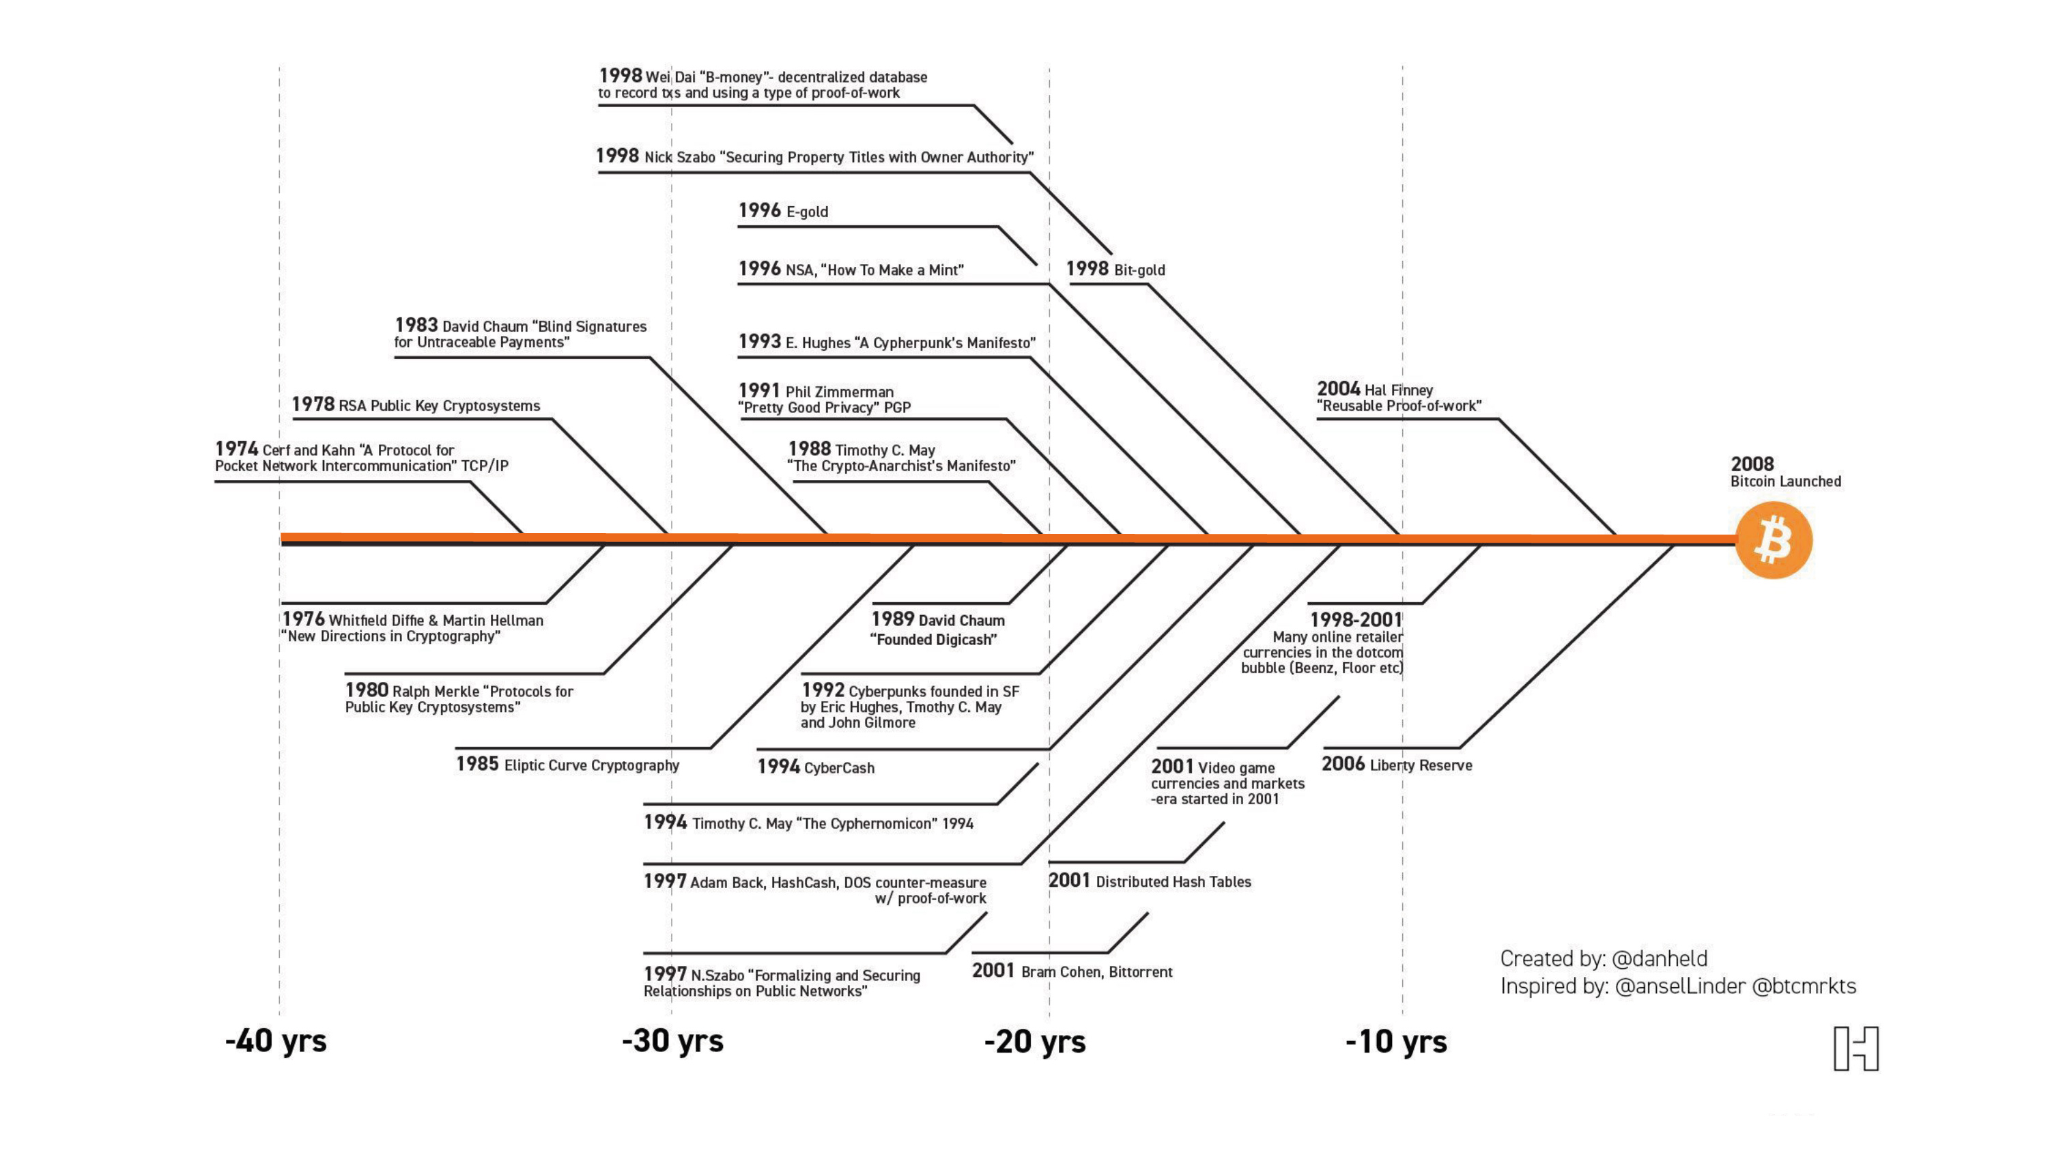 1998 Wei Dai “B-money”- decentralized database
to record txs and using a type of proof-of-work
1998 Nick Szabo “Securing Property Titles with Owner Authority”
1996 E-gold
1996 NSA, “How To Make a Mint”
1998 Bit-gold
1983 David Chaum “Blind Signatures
for Untraceable Payments”
1993 E. Hughes “A Cypherpunk’s Manifesto”
1991 Phil Zimmerman
“Pretty Good Privacy” PGP
2004 Hal Finney
“Reusable Proof-of-work”
1978 RSA Public Key Cryptosystems
1974 Cerf and Kahn “A Protocol for
Pocket Network Intercommunication” TCP/IP
1988 Timothy C. May
“The Crypto-Anarchist’s Manifesto”
2008
Bitcoin Launched
1976 Whitfield Diffie & Martin Hellman
“New Directions in Cryptography”
1989 David Chaum
“Founded Digicash”
1998-2001
Many online retailer
currencies in the dotcom
bubble (Beenz, Floor etc)
1980 Ralph Merkle “Protocols for
Public Key Cryptosystems”
1992 Cyberpunks founded in SF
by Eric Hughes, Tmothy C. May
and John Gilmore
1985 Eliptic Curve Cryptography
1994 CyberCash
2001 Video game
currencies and markets
-era started in 2001
2006 Liberty Reserve
1994 Timothy C. May “The Cyphernomicon” 1994
1997 Adam Back, HashCash, DOS counter-measure
w/ proof-of-work
2001 Distributed Hash Tables
1997 N.Szabo “Formalizing and Securing
Relationships on Public Networks”
2001 Bram Cohen, Bittorrent
Created by: @danheld
Inspired by: @anselLinder @btcmrkts
-40 yrs
-30 yrs
-20 yrs
-10 yrs